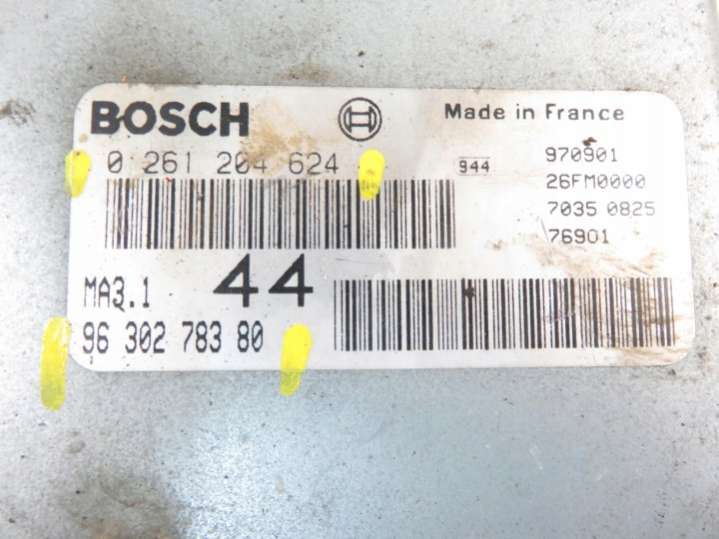 BOSCH
Made in France
0 261 204 624
944
970901
26FM0000
7035 0825
76901
MA3.1
44
96 302 783 80